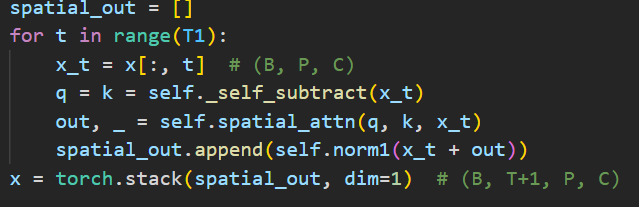 spatial_out = []
for t in range(T1):
    x_t = x[:, t]  # (B, P, C)
    q = k = self._self_subtract(x_t)
    out, _ = self.spatial_attn(q, k, x_t)
    spatial_out.append(self.norm1(x_t + out))
x = torch.stack(spatial_out, dim=1)  # (B, T+1, P, C)